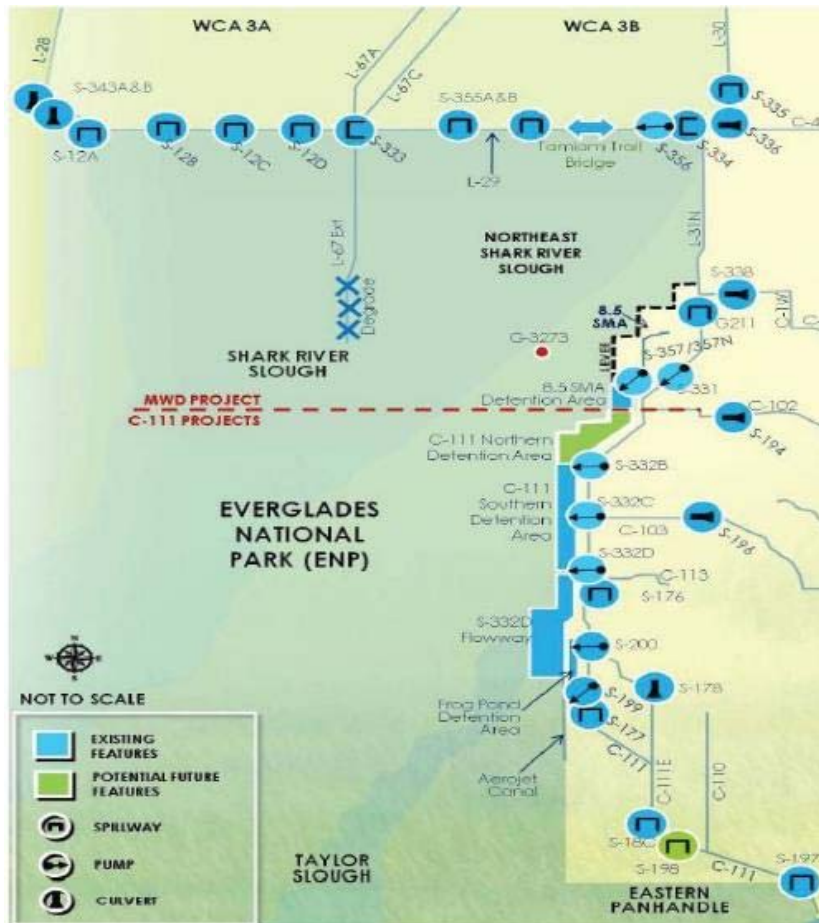 WCA 3A
WCA 3B
L-28
L-67A
L-67C
L-30
S-343A&B
S-355A&B
S-335
S-336
S-12A
S-12B
S-12C
S-12D
S-333
L-29
Tamiami Trail
Bridge
S-356
S-334
L-67 Ext
Degrade
NORTHEAST
SHARK RIVER
SLOUGH
L-31N
S-338
8.5
SMA
G211
C-1W
G-3273
LEVEE
S-357/357N
SHARK RIVER
SLOUGH
8.5 SMA
Detention Area
S-331
MWD PROJECT
C-111 PROJECTS
C-102
S-194
C-111 Northern
Detention Area
S-332B
C-111
Southern
Detention
Area
S-332C
C-103
S-196
EVERGLADES
NATIONAL
PARK (ENP)
S-332D
C-113
S-176
S-332D
Flowway
S-200
NOT TO SCALE
S-178
Frog Pond
Detention
Area
S-199
S-177
EXISTING
FEATURES
C-111
Aerojet
Canal
C-111E
C-110
POTENTIAL FUTURE
FEATURES
SPILLWAY
S-18C
S-198
C-111
S-197
PUMP
TAYLOR
SLOUGH
CULVERT
EASTERN
PANHANDLE